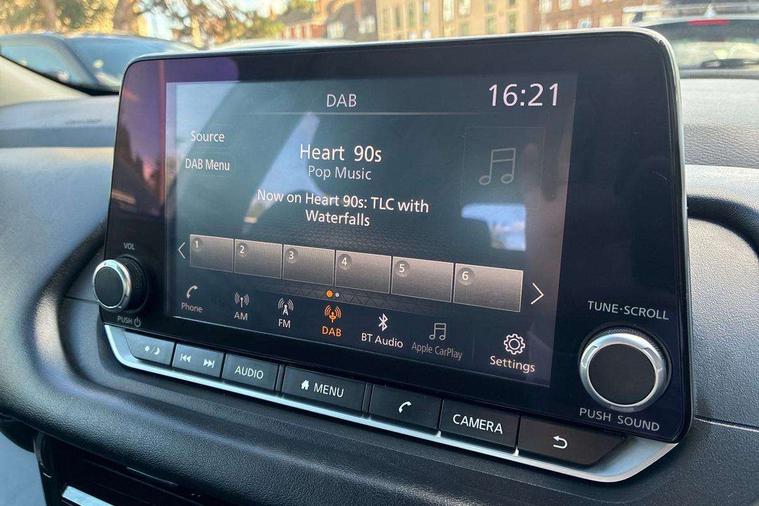 DAB
16:21
Source
DAB Menu
Heart 90s
Pop Music
Now on Heart 90s: TLC with
Waterfalls
1 2 3 4 5 6
Phone
AM
FM
DAB
BT Audio
Apple CarPlay
Settings
VOL
PUSH
TUNE·SCROLL
PUSH SOUND
AUDIO
MENU
CAMERA